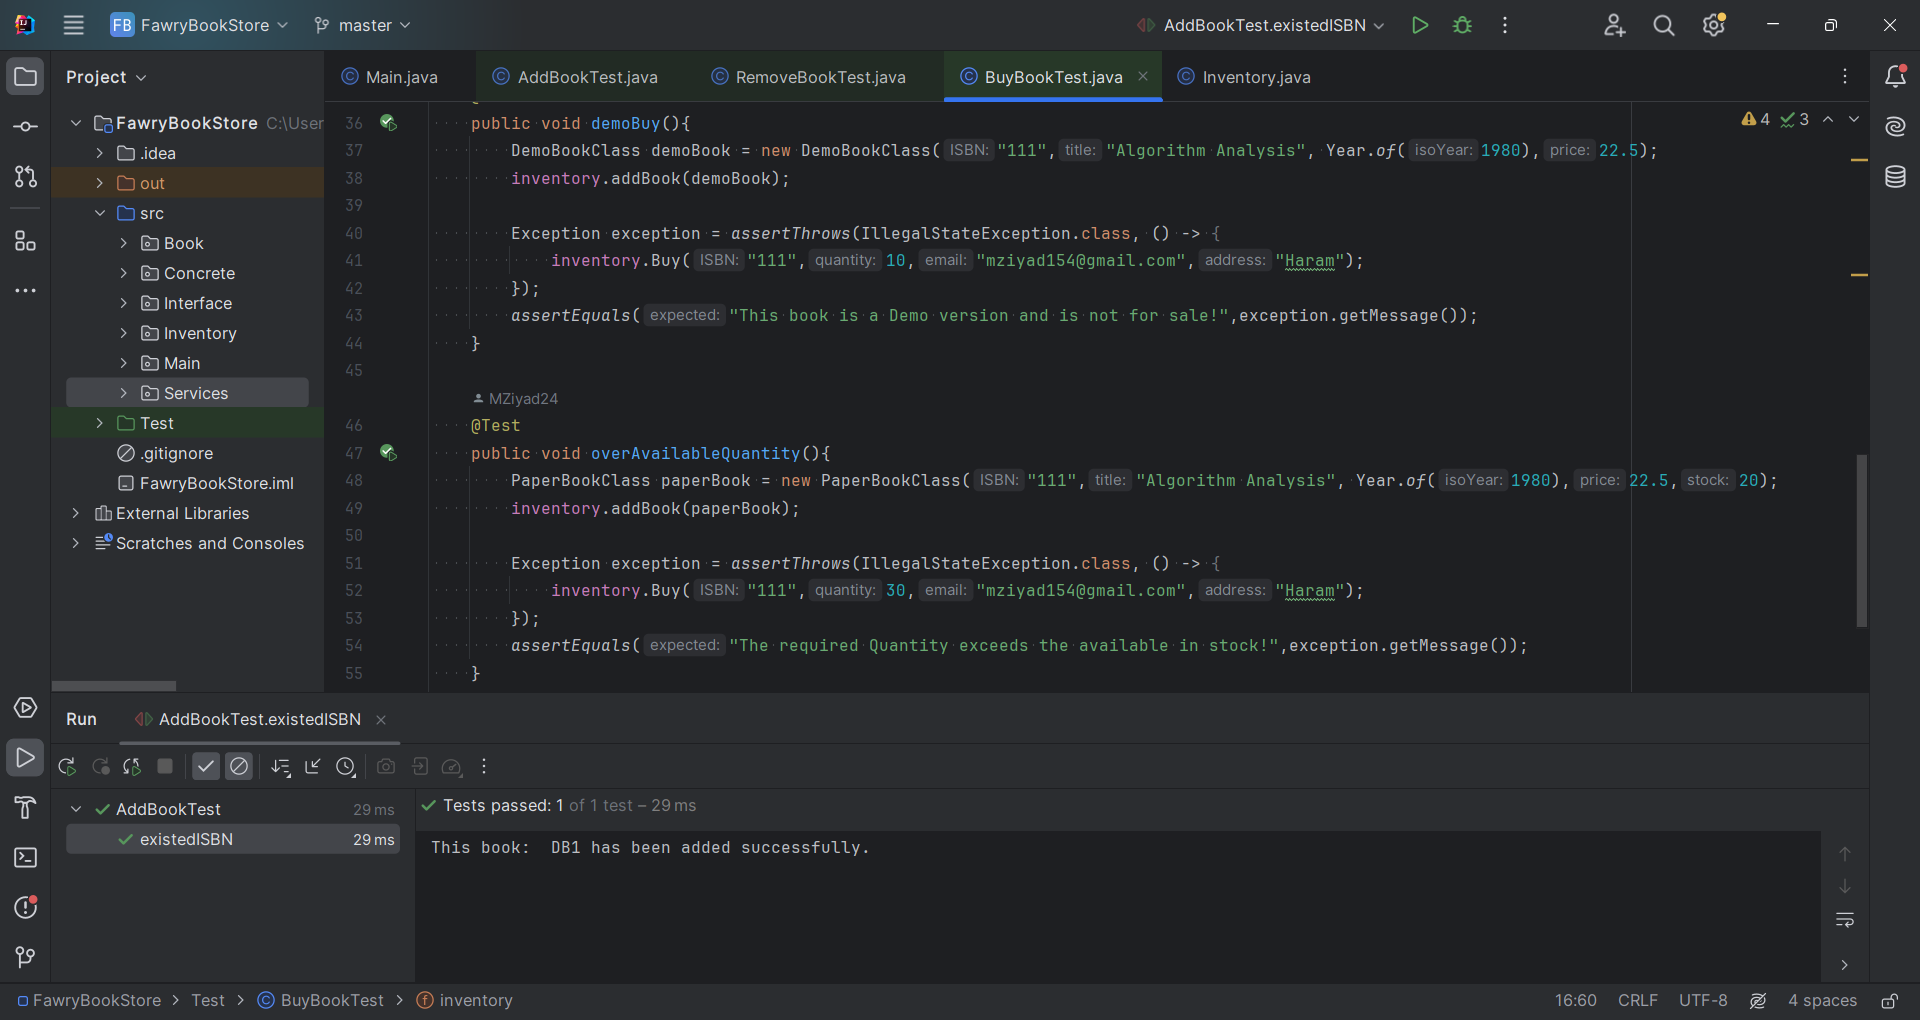 FB FawryBookStore master AddBookTest.existedISBN
Project Main.java AddBookTest.java RemoveBookTest.java BuyBookTest.java Inventory.java
FawryBookStore C:\User
.idea
out
src
Book
Concrete
Interface
Inventory
Main
Services
Test
.gitignore
FawryBookStore.iml
External Libraries
Scratches and Consoles
4 3
36 public void demoBuy(){
37 DemoBookClass demoBook = new DemoBookClass( ISBN: "111", title: "Algorithm Analysis", Year.of( isoYear: 1980), price: 22.5);
38 inventory.addBook(demoBook);
39
40 Exception exception = assertThrows(IllegalStateException.class, () -> {
41 inventory.Buy( ISBN: "111", quantity: 10, email: "mziyad154@gmail.com", address: "Haram");
42 });
43 assertEquals( expected: "This book is a Demo version and is not for sale!",exception.getMessage());
44 }
45
MZiyad24
46 @Test
47 public void overAvailableQuantity(){
48 PaperBookClass paperBook = new PaperBookClass( ISBN: "111", title: "Algorithm Analysis", Year.of( isoYear: 1980), price: 22.5, stock: 20);
49 inventory.addBook(paperBook);
50
51 Exception exception = assertThrows(IllegalStateException.class, () -> {
52 inventory.Buy( ISBN: "111", quantity: 30, email: "mziyad154@gmail.com", address: "Haram");
53 });
54 assertEquals( expected: "The required Quantity exceeds the available in stock!",exception.getMessage());
55 }
Run AddBookTest.existedISBN
AddBookTest 29 ms
existedISBN 29 ms
Tests passed: 1 of 1 test – 29 ms
This book:  DB1 has been added successfully.
FawryBookStore > Test > BuyBookTest > inventory
16:60 CRLF UTF-8 4 spaces